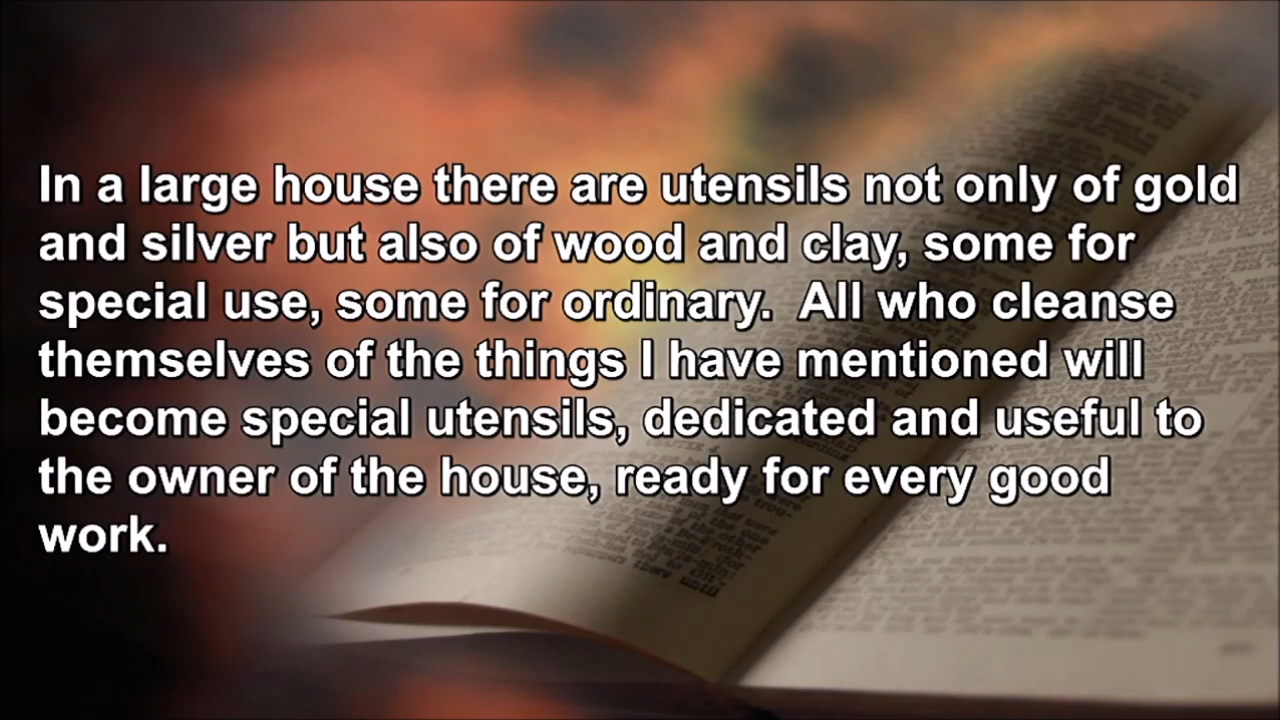 In a large house there are utensils not only of gold
and silver but also of wood and clay, some for
special use, some for ordinary.  All who cleanse
themselves of the things I have mentioned will
become special utensils, dedicated and useful to
the owner of the house, ready for every good
work.